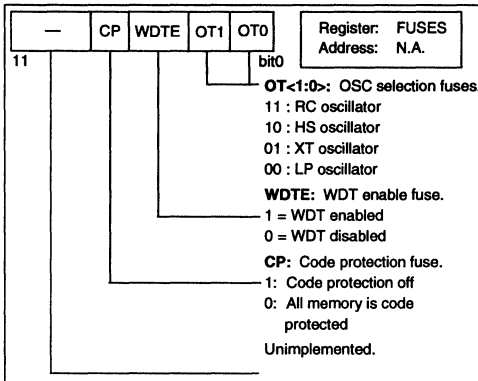 — CP WDTE OT1 OT0
Register: FUSES
Address: N.A.
11 bit0
OT<1:0>: OSC selection fuses.
11 : RC oscillator
10 : HS oscillator
01 : XT oscillator
00 : LP oscillator
WDTE: WDT enable fuse.
1 = WDT enabled
0 = WDT disabled
CP: Code protection fuse.
1: Code protection off
0: All memory is code
protected
Unimplemented.